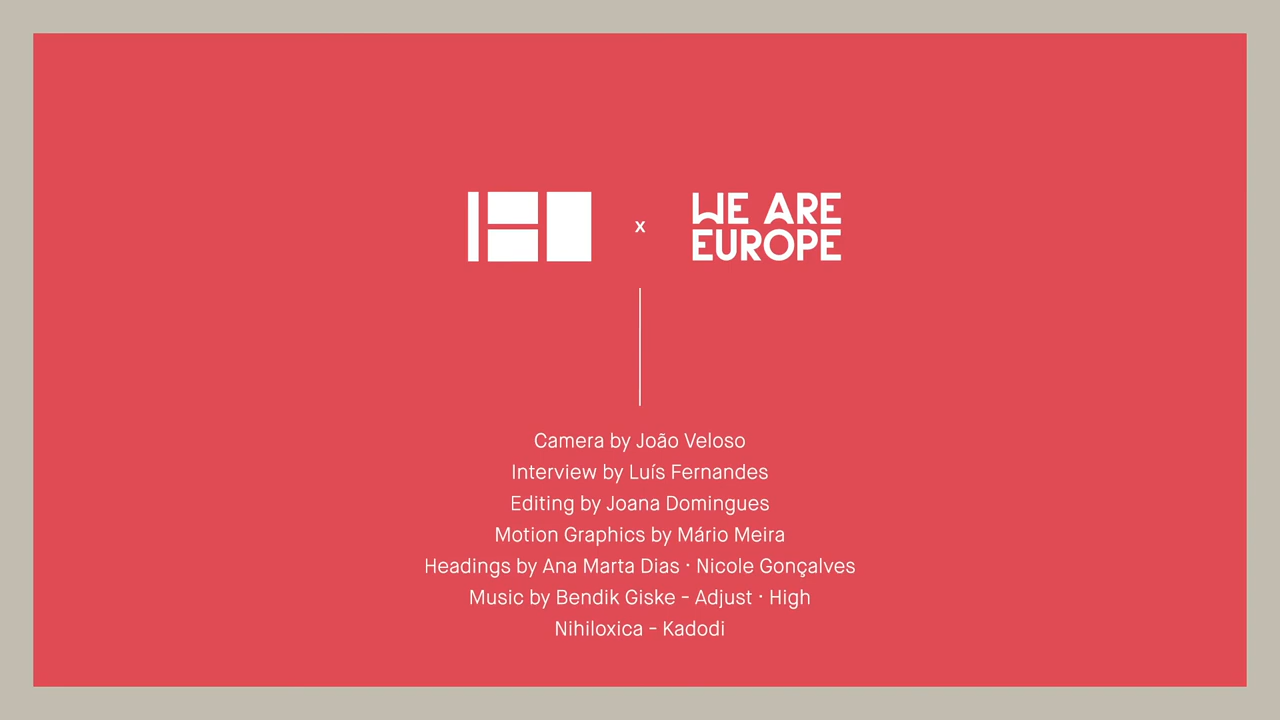 x
WE ARE
EUROPE
Camera by João Veloso
Interview by Luís Fernandes
Editing by Joana Domingues
Motion Graphics by Mário Meira
Headings by Ana Marta Dias · Nicole Gonçalves
Music by Bendik Giske - Adjust · High
Nihiloxica - Kadodi